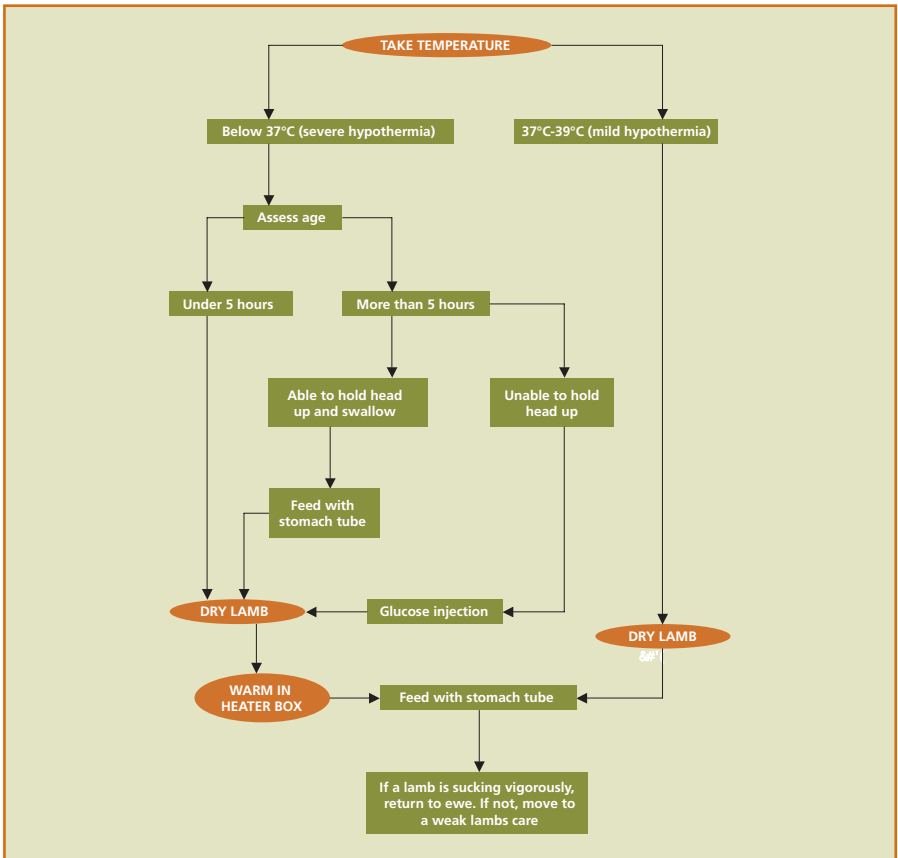 TAKE TEMPERATURE
Below 37°C (severe hypothermia)
37°C-39°C (mild hypothermia)
Assess age
Under 5 hours
More than 5 hours
Able to hold head
up and swallow
Unable to hold
head up
Feed with
stomach tube
DRY LAMB
Glucose injection
DRY LAMB
WARM IN
HEATER BOX
Feed with stomach tube
If a lamb is sucking vigorously,
return to ewe. If not, move to
a weak lambs care